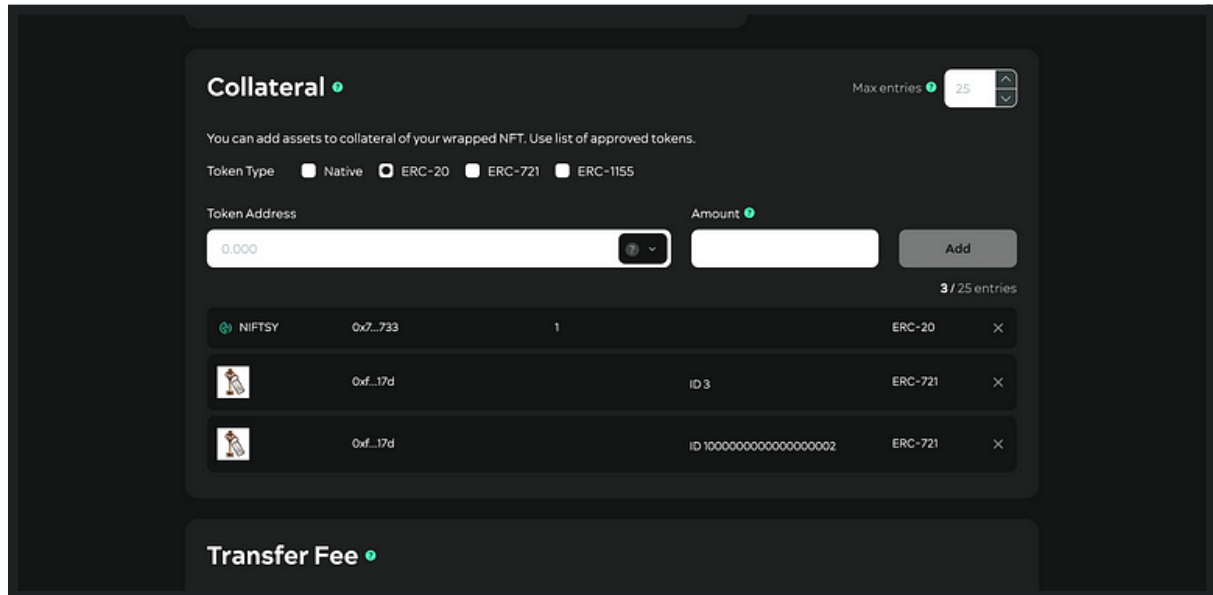 Collateral ?
Max entries ? 25
You can add assets to collateral of your wrapped NFT. Use list of approved tokens.
Token Type Native ERC-20 ERC-721 ERC-1155
Token Address
Amount ?
0.000 ?
Add
3 / 25 entries
NIFTSY 0x7...733 1 ERC-20
0xf...17d ID 3 ERC-721
0xf...17d ID 1000000000000000002 ERC-721
Transfer Fee ?